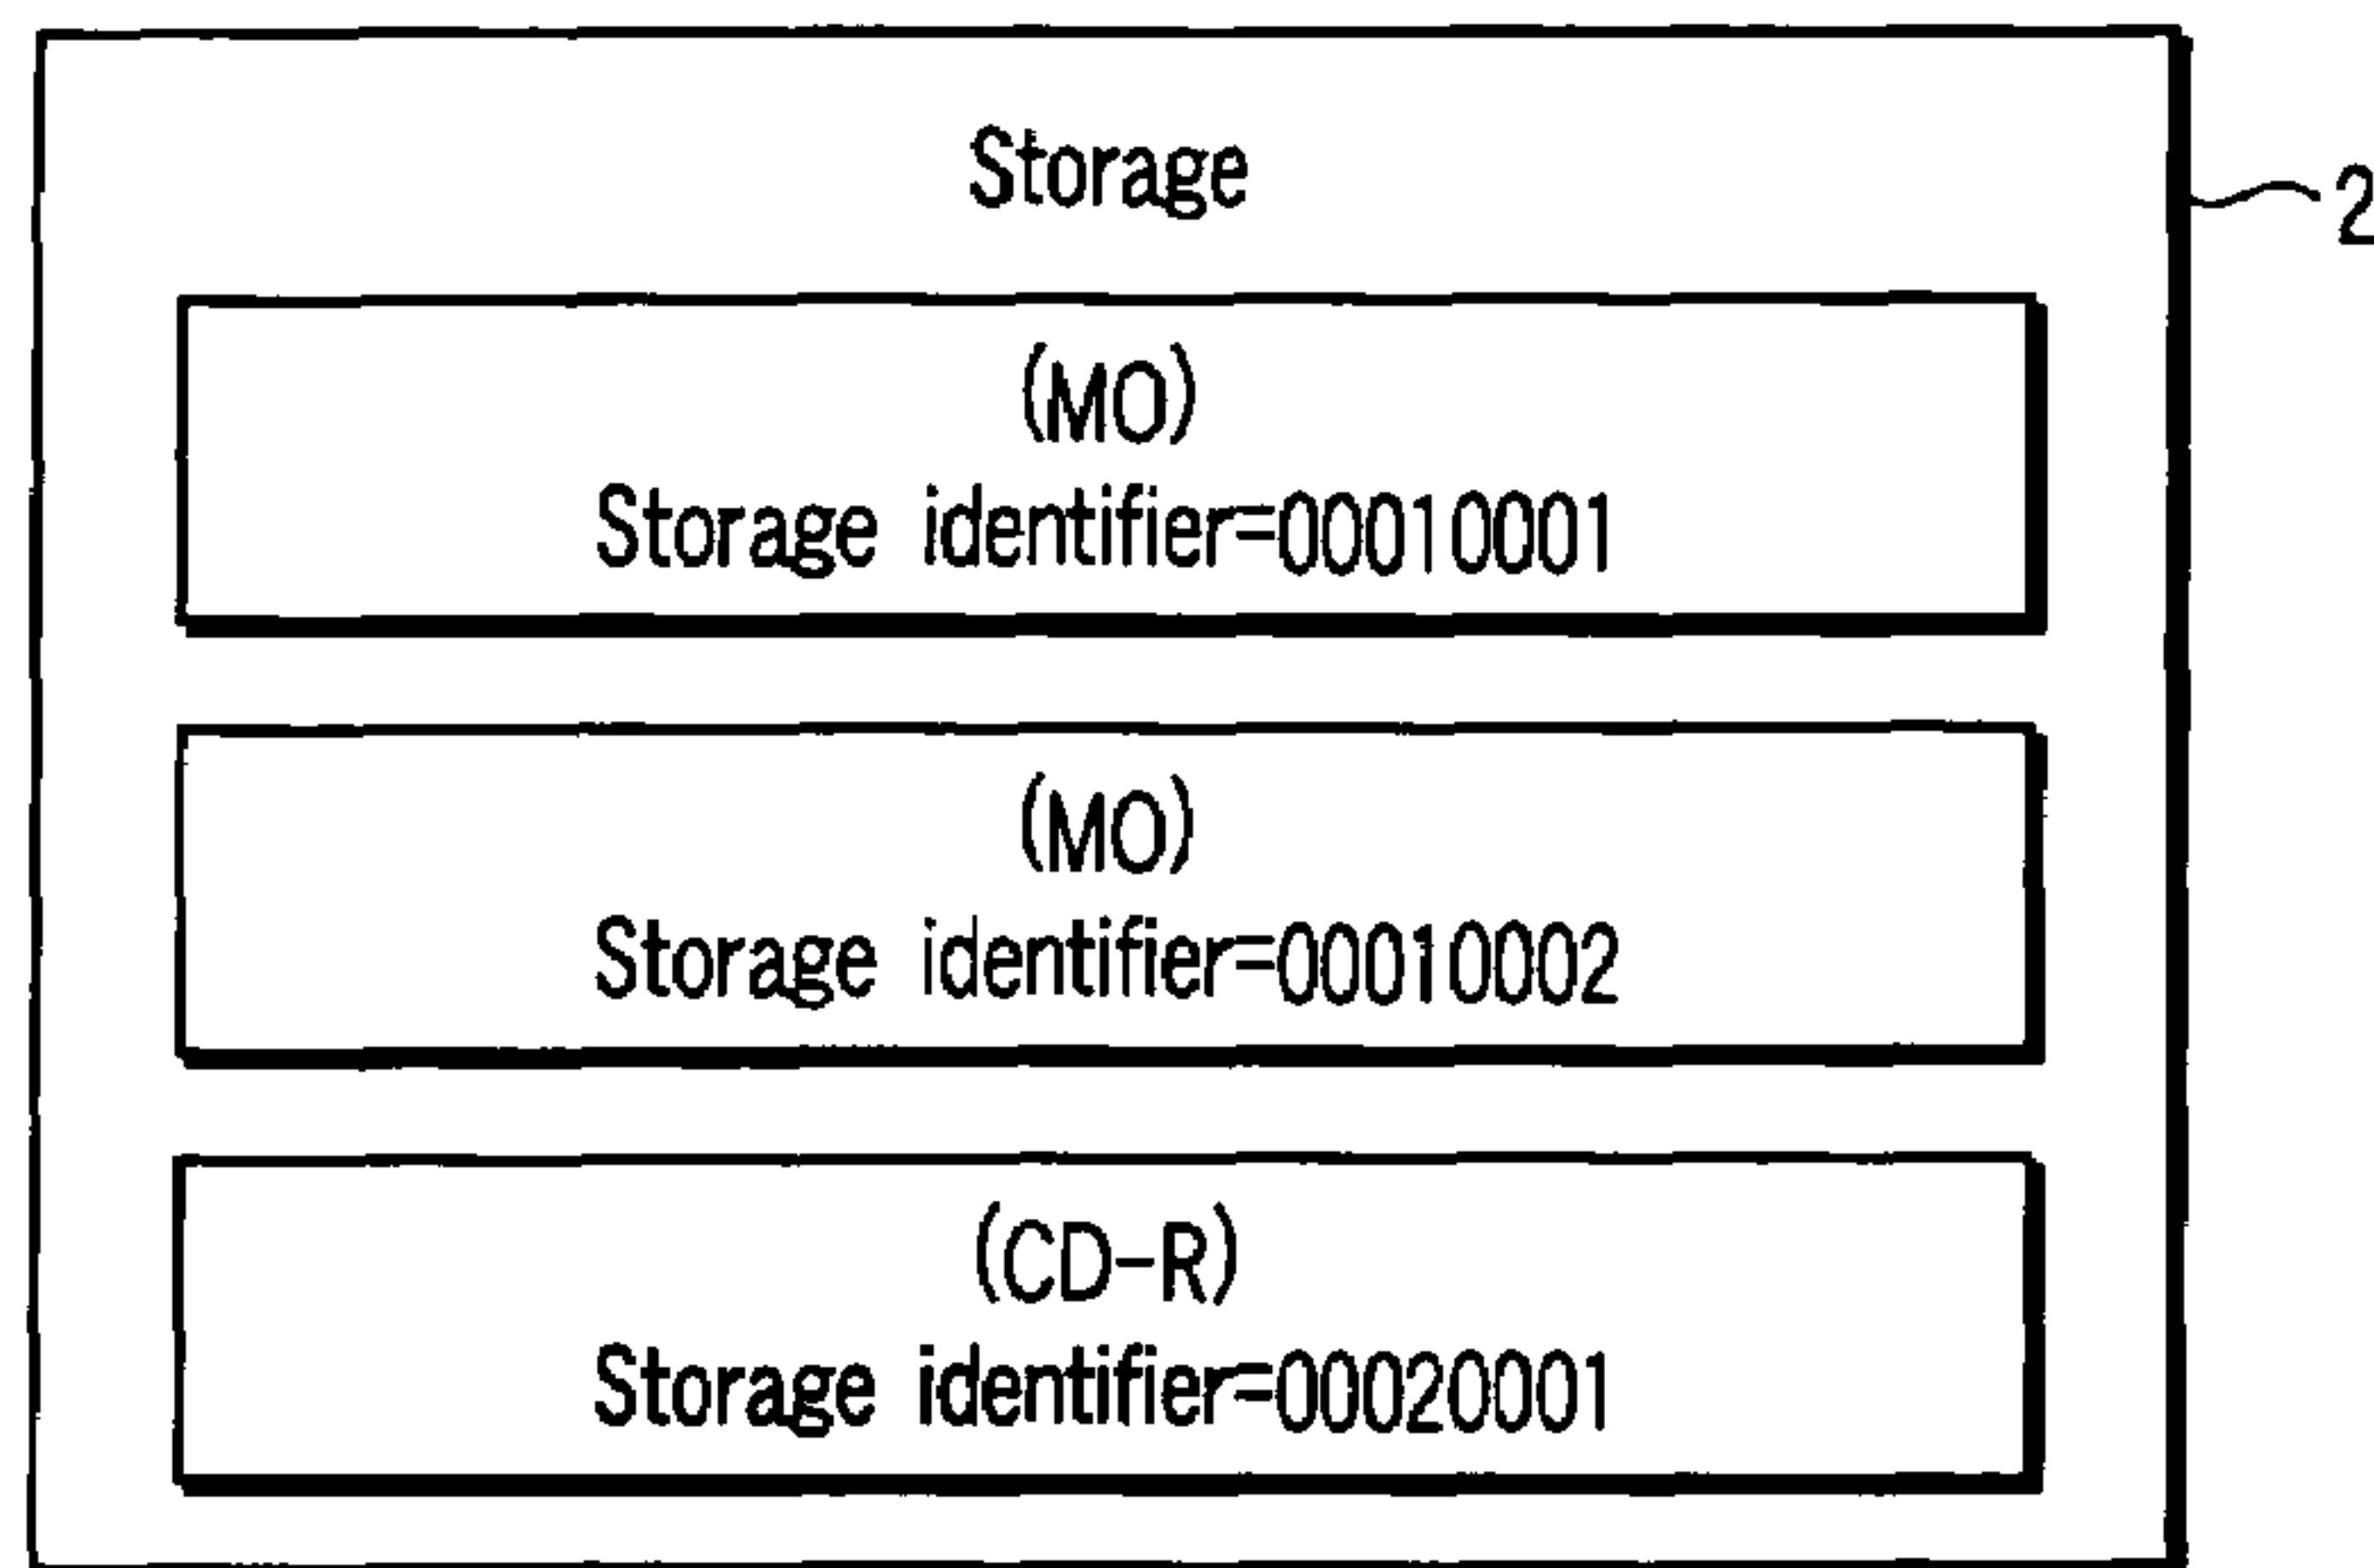 Storage
2
(MO)
Storage identifier=00010001
(MO)
Storage identifier=00010002
(CD-R)
Storage identifier=00020001